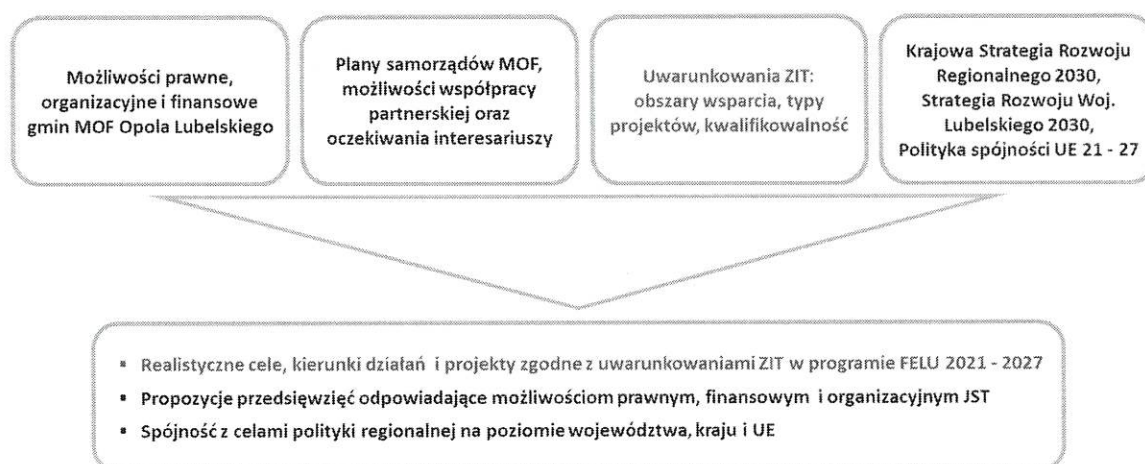 Możliwości prawne,
organizacyjne i finansowe
gmin MOF Opola Lubelskiego
Plany samorządów MOF,
możliwości współpracy
partnerskiej oraz
oczekiwania interesariuszy
Uwarunkowania ZIT:
obszary wsparcia, typy
projektów, kwalifikowalność
Krajowa Strategia Rozwoju
Regionalnego 2030,
Strategia Rozwoju Woj.
Lubelskiego 2030,
Polityka spójności UE 21 - 27
▪ Realistyczne cele, kierunki działań i projekty zgodne z uwarunkowaniami ZIT w programie FELU 2021 - 2027
▪ Propozycje przedsięwzięć odpowiadające możliwościom prawnym, finansowym i organizacyjnym JST
▪ Spójność z celami polityki regionalnej na poziomie województwa, kraju i UE